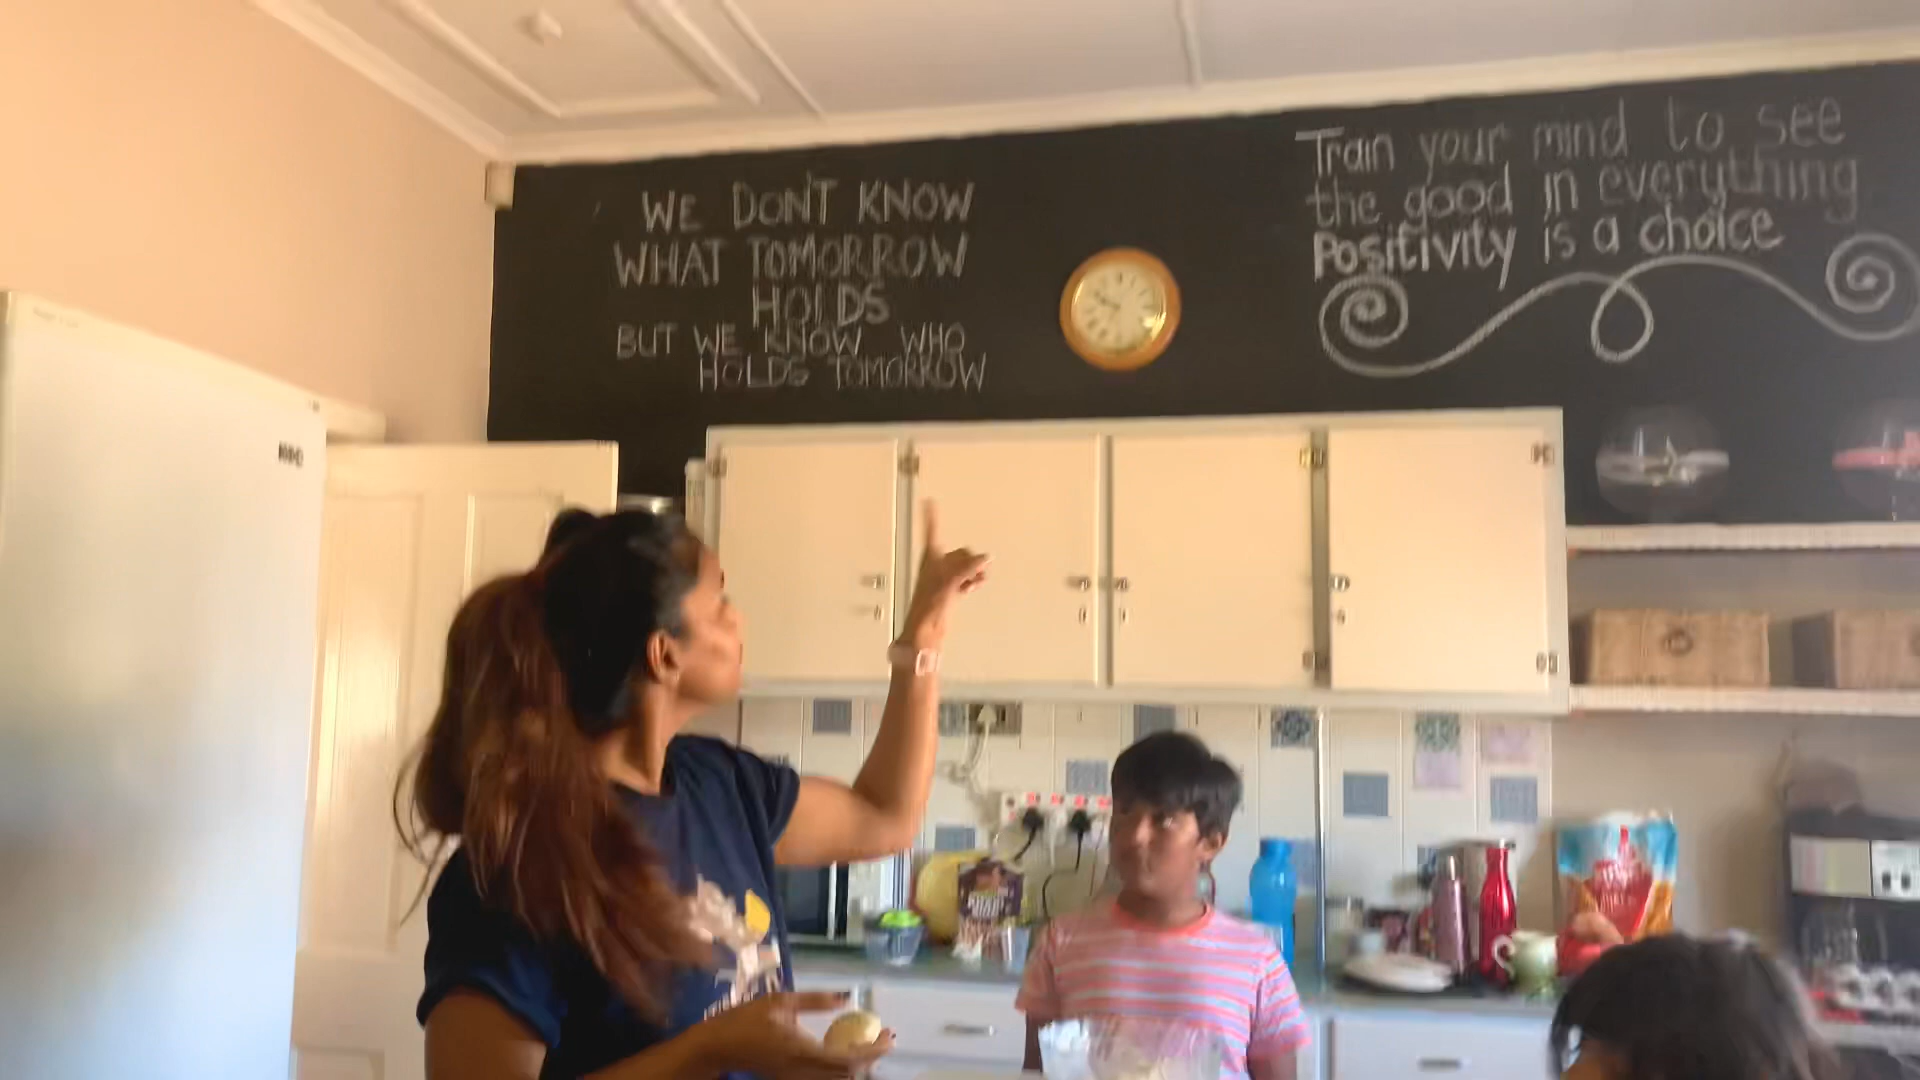 WE DON'T KNOW
WHAT TOMORROW
HOLDS
BUT WE KNOW WHO
HOLDS TOMORROW
Train your mind to see
the good in everything
Positivity is a choice